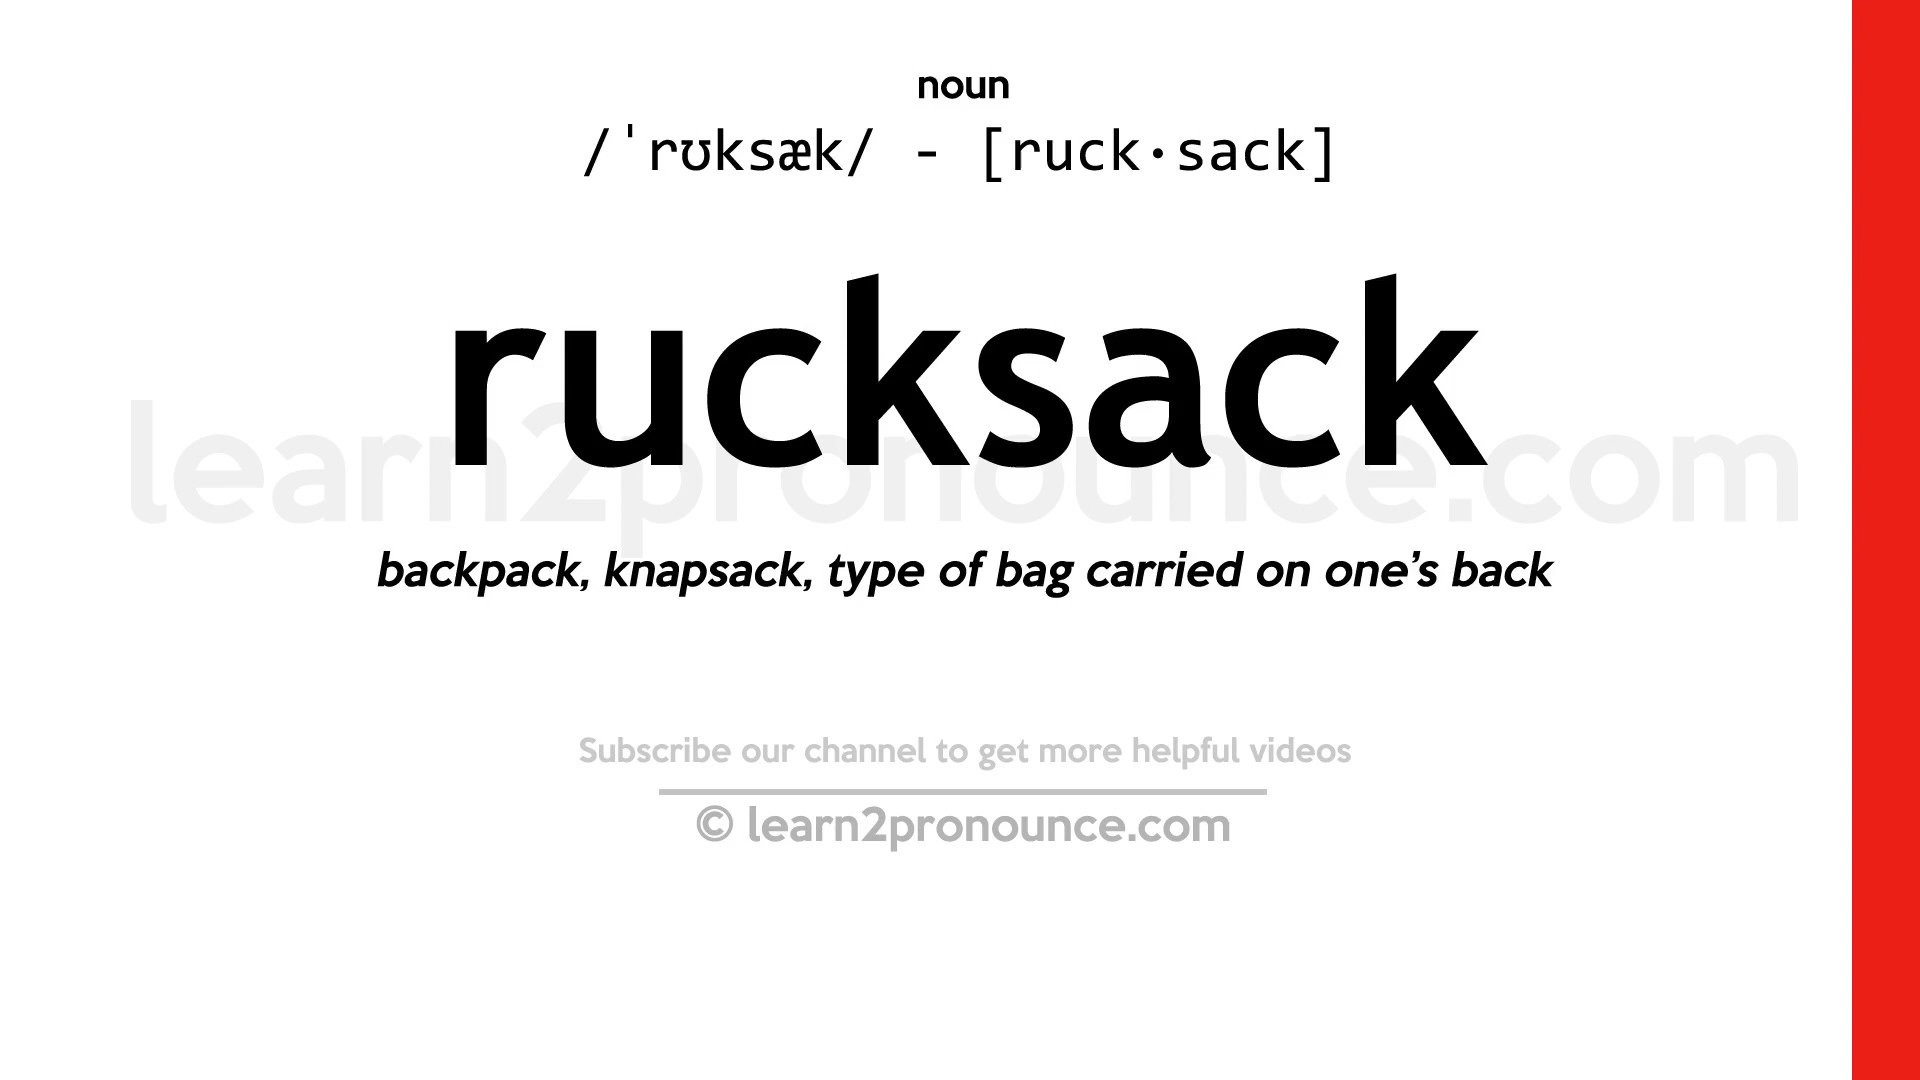 noun
/ˈrʊksæk/ - [ruck·sack]
rucksack
learn2pronounce.com
backpack, knapsack, type of bag carried on one’s back
Subscribe our channel to get more helpful videos
© learn2pronounce.com